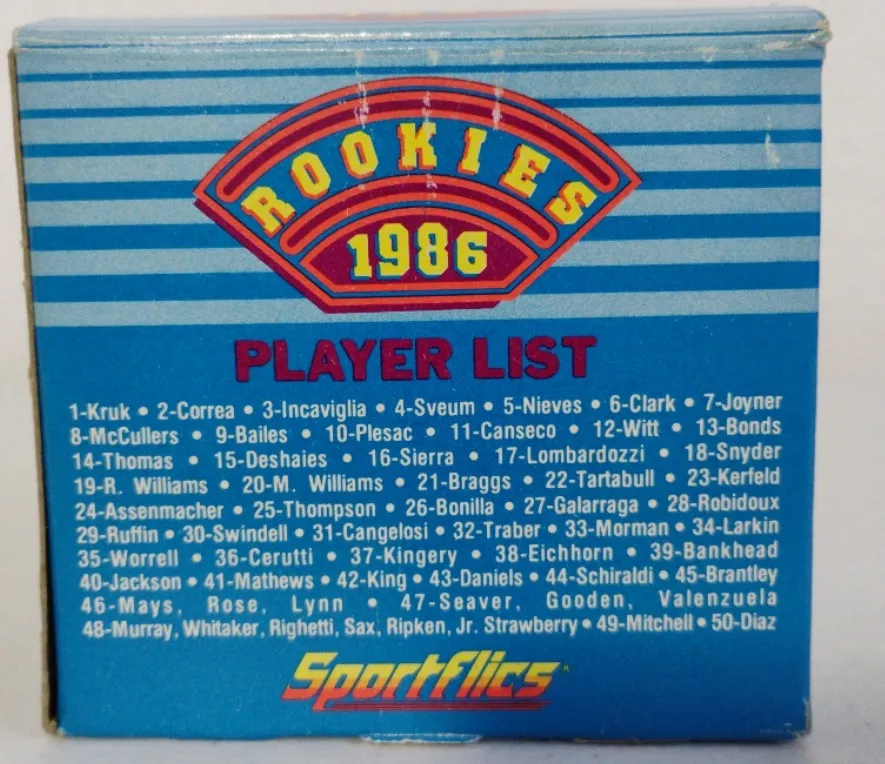 ROOKIES
1986
PLAYER LIST
1-Kruk • 2-Correa • 3-Incaviglia • 4-Sveum • 5-Nieves • 6-Clark • 7-Joyner
8-McCullers • 9-Bailes • 10-Plesac • 11-Canseco • 12-Witt • 13-Bonds
14-Thomas • 15-Deshaies • 16-Sierra • 17-Lombardozzi • 18-Snyder
19-R. Williams • 20-M. Williams • 21-Braggs • 22-Tartabull • 23-Kerfeld
24-Assenmacher • 25-Thompson • 26-Bonilla • 27-Galarraga • 28-Robidoux
29-Ruffin • 30-Swindell • 31-Cangelosi • 32-Traber • 33-Morman • 34-Larkin
35-Worrell • 36-Cerutti • 37-Kingery • 38-Eichhorn • 39-Bankhead
40-Jackson • 41-Mathews • 42-King • 43-Daniels • 44-Schiraldi • 45-Brantley
46-Mays, Rose, Lynn • 47-Seaver, Gooden, Valenzuela
48-Murray, Whitaker, Righetti, Sax, Ripken, Jr. Strawberry • 49-Mitchell • 50-Diaz
Sportflics